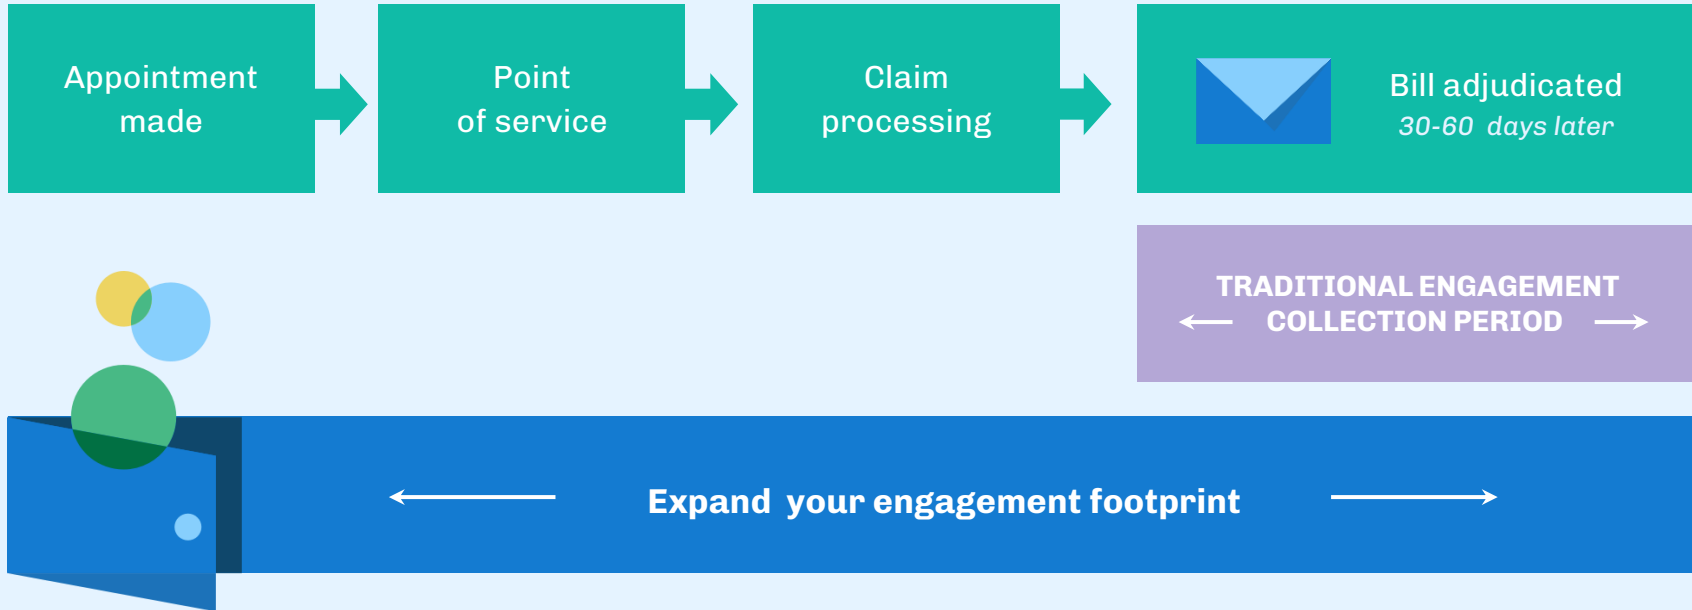 Appointment
made
Point
of service
Claim
processing
Bill adjudicated
30-60 days later
TRADITIONAL ENGAGEMENT
COLLECTION PERIOD
Expand your engagement footprint